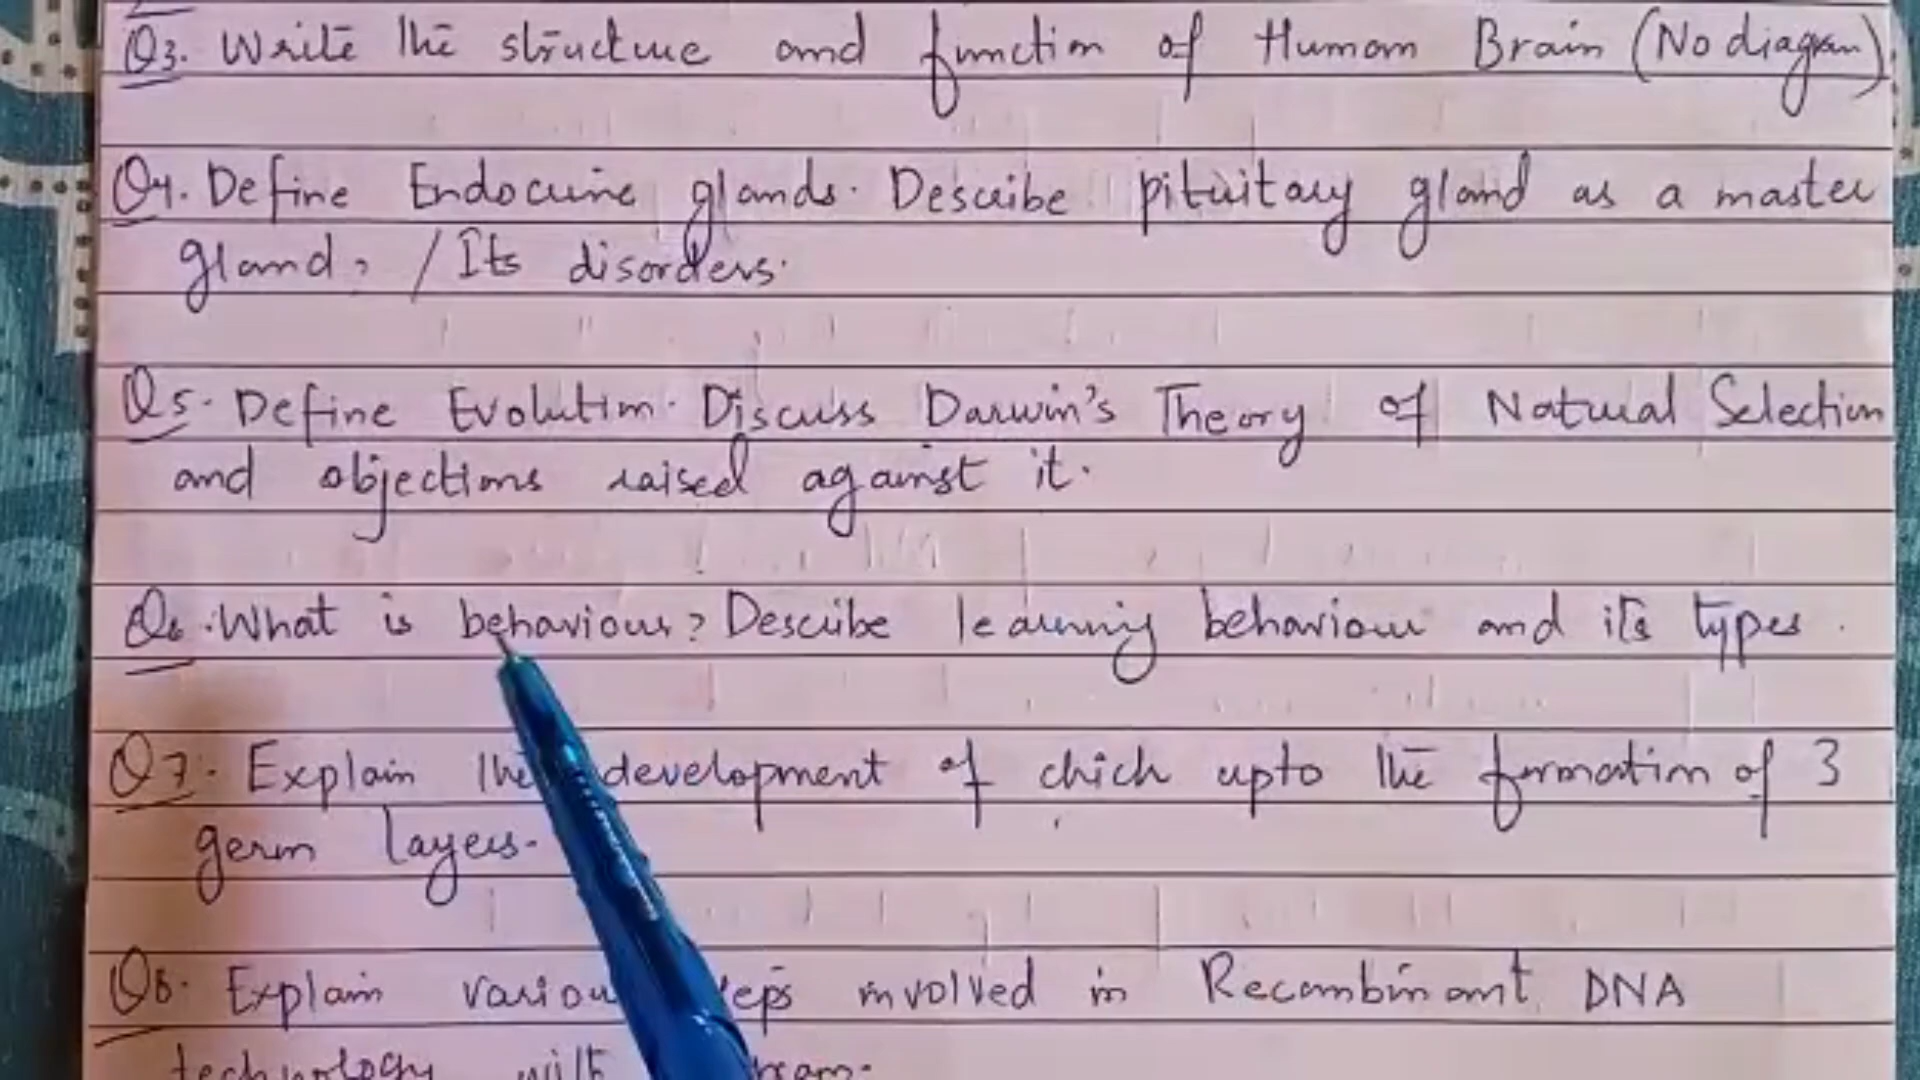 Q3. Write the structure and function of Human Brain (No diagram)
Q4. Define Endocrine glands. Describe pituitary gland as a master
gland, / Its disorders.
Q5. Define Evolution. Discuss Darwin's Theory of Natural Selection
and objections raised against it.
Q6. What is behaviour? Describe learning behaviour and its types.
Q7. Explain the development of chick upto the formation of 3
germ layers.
Q8. Explain involved in Recombinant DNA
technology with